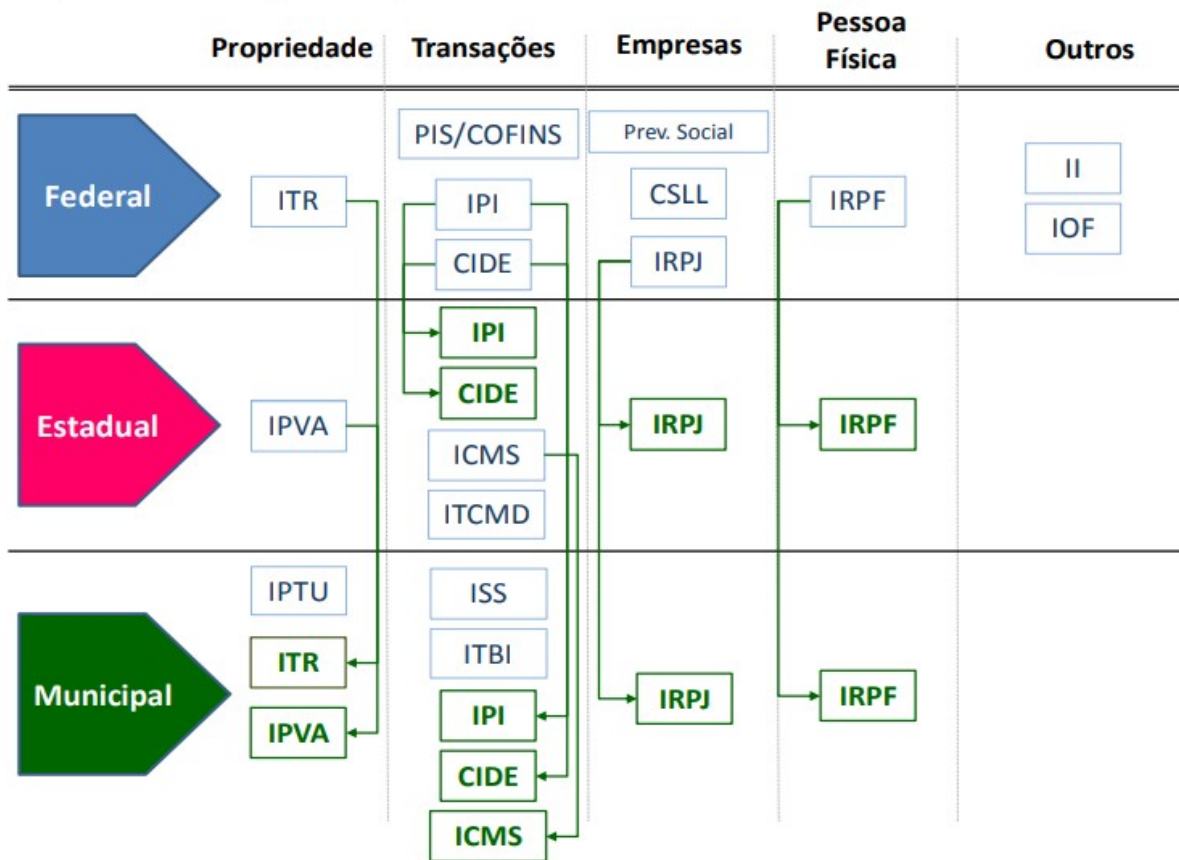 Propriedade
Transações
Empresas
Pessoa
Física
Outros
Federal
ITR
PIS/COFINS
IPI
CIDE
Prev. Social
CSLL
IRPJ
IRPF
II
IOF
Estadual
IPVA
IPI
CIDE
ICMS
ITCMD
IRPJ
IRPF
Municipal
IPTU
ITR
IPVA
ISS
ITBI
IPI
CIDE
ICMS
IRPJ
IRPF